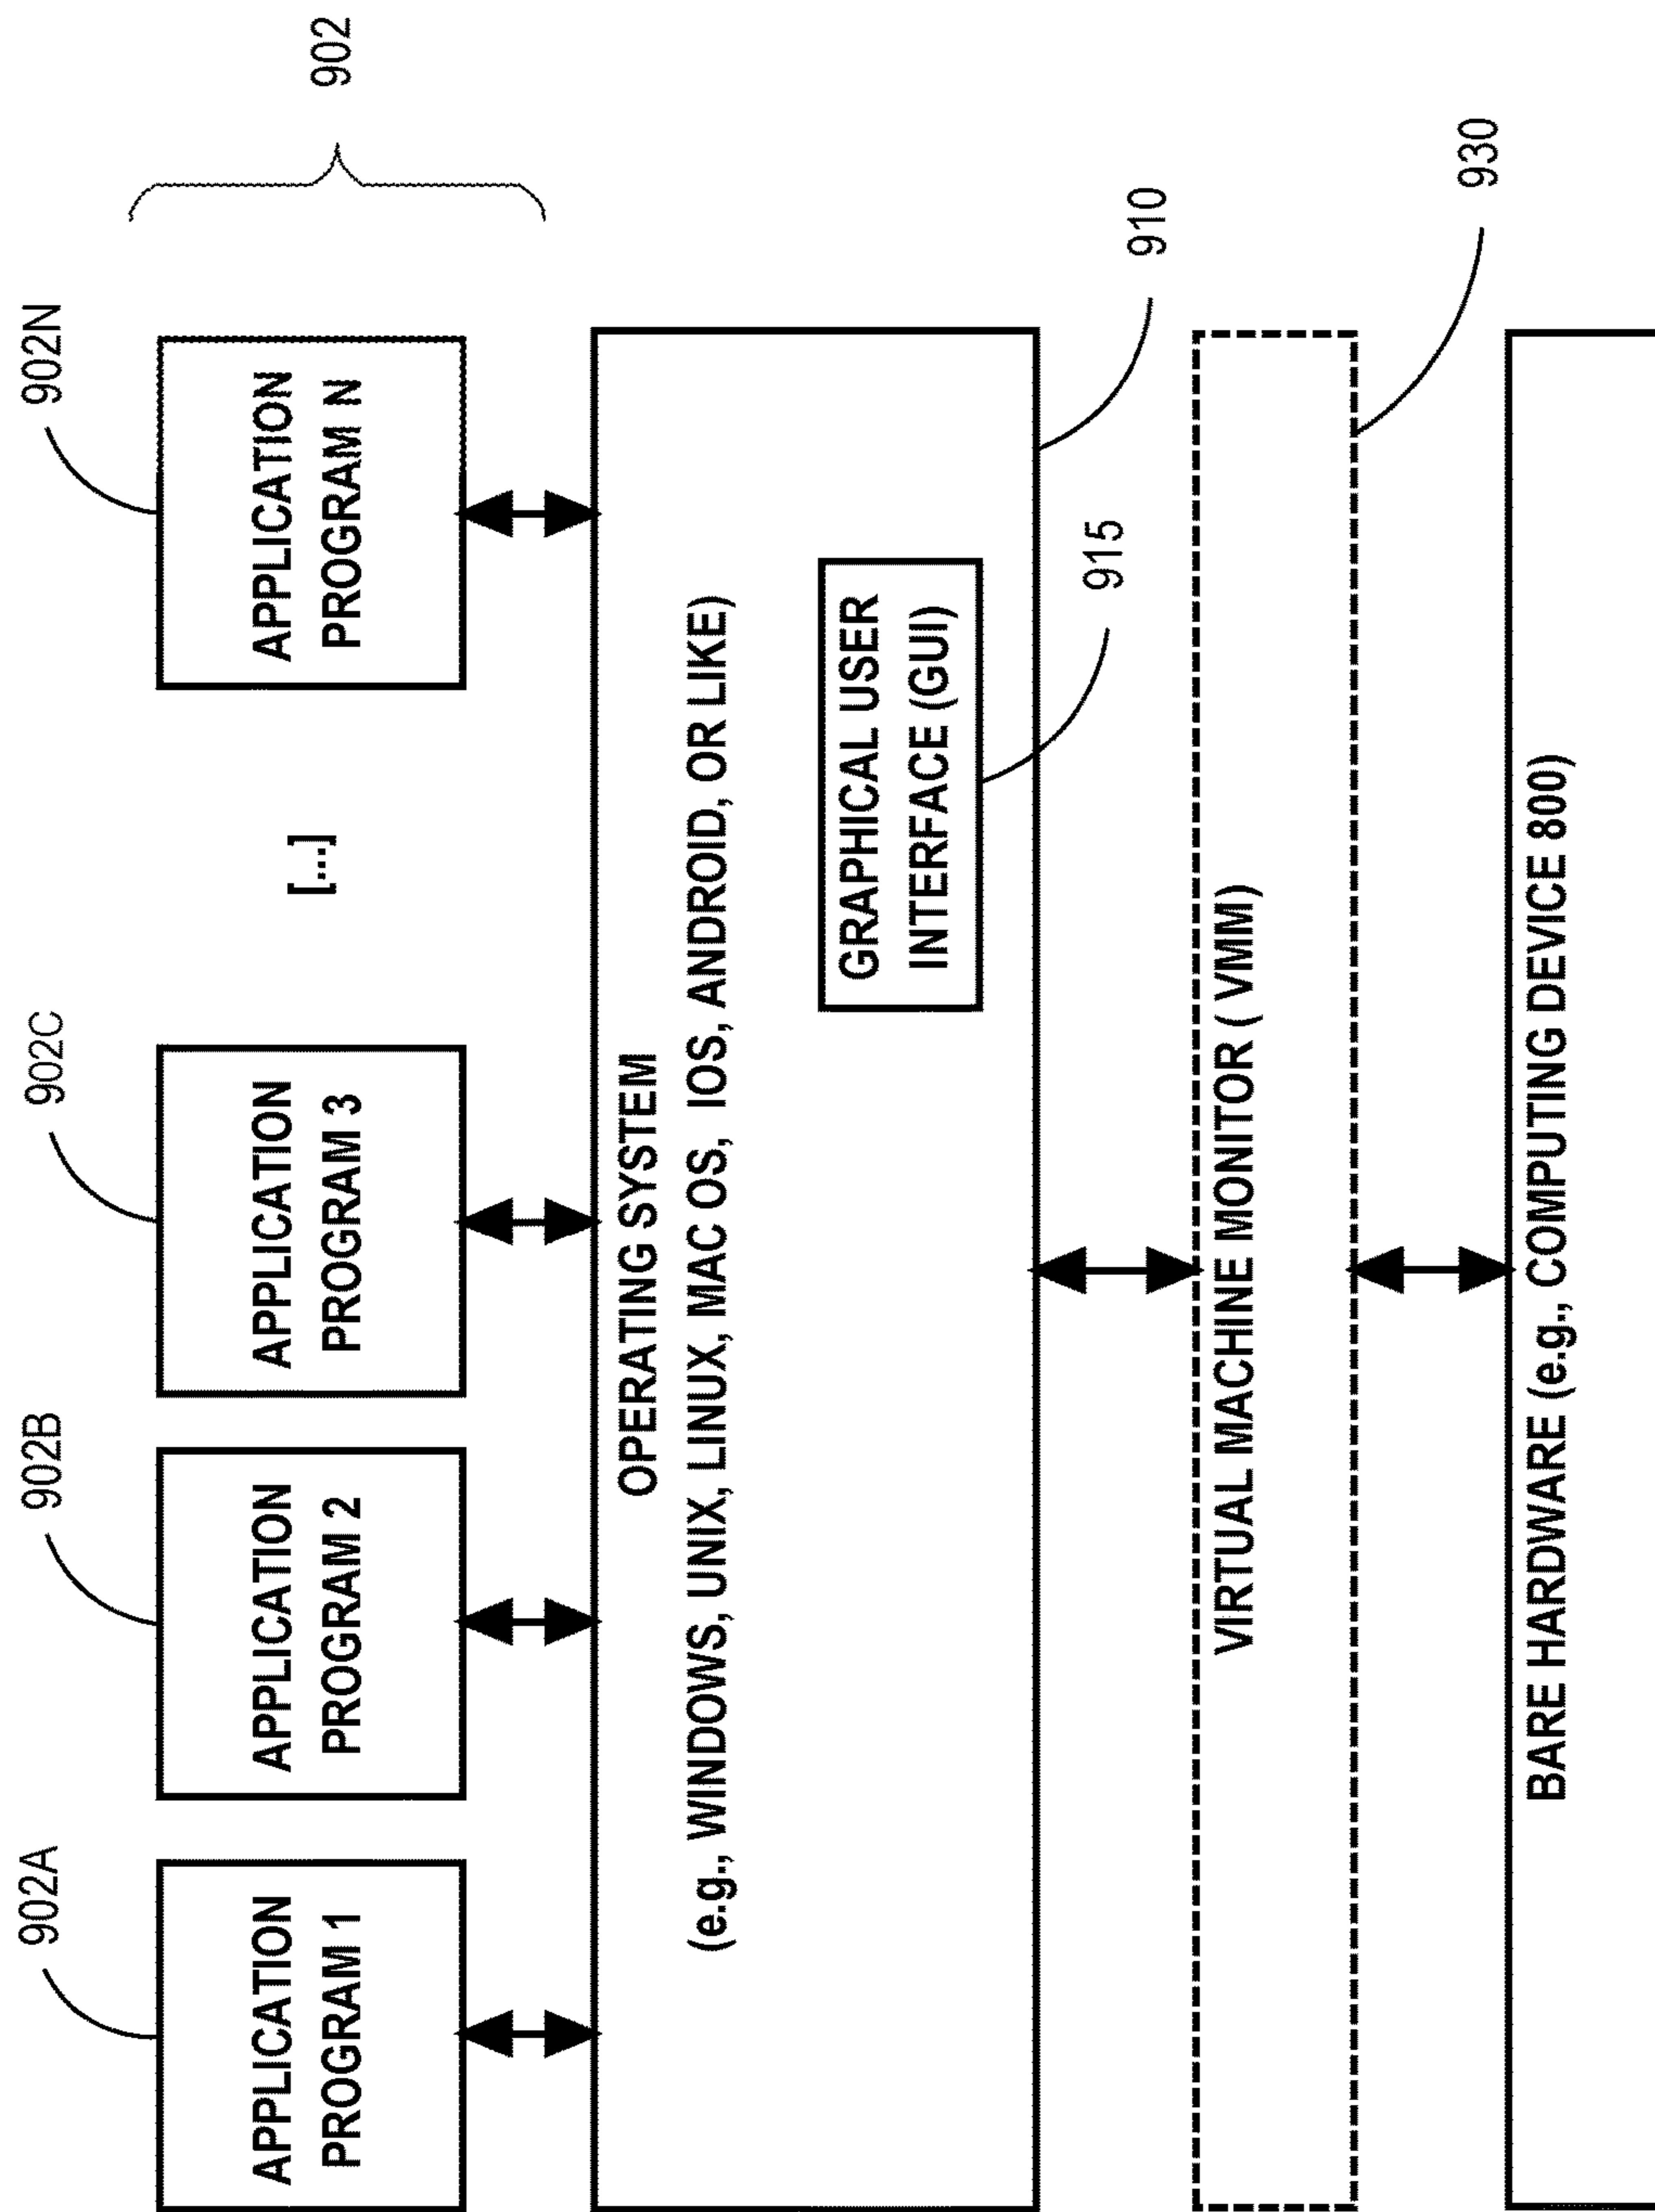 902
902A
902B
902C
902N
APPLICATION
PROGRAM 1
APPLICATION
PROGRAM 2
APPLICATION
PROGRAM 3
[...]
APPLICATION
PROGRAM N
OPERATING SYSTEM
(e.g., WINDOWS, UNIX, LINUX, MAC OS, IOS, ANDROID, OR LIKE)
GRAPHICAL USER
INTERFACE (GUI)
910
915
VIRTUAL MACHINE MONITOR ( VMM)
930
BARE HARDWARE (e.g., COMPUTING DEVICE 800)